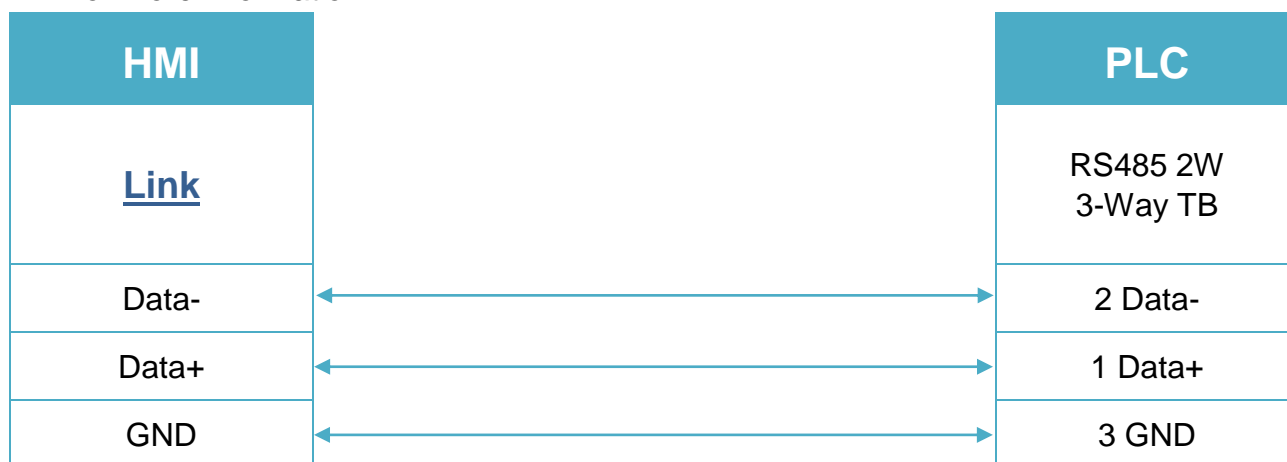 HMI
PLC
Link
RS485 2W
3-Way TB
Data-
2 Data-
Data+
1 Data+
GND
3 GND